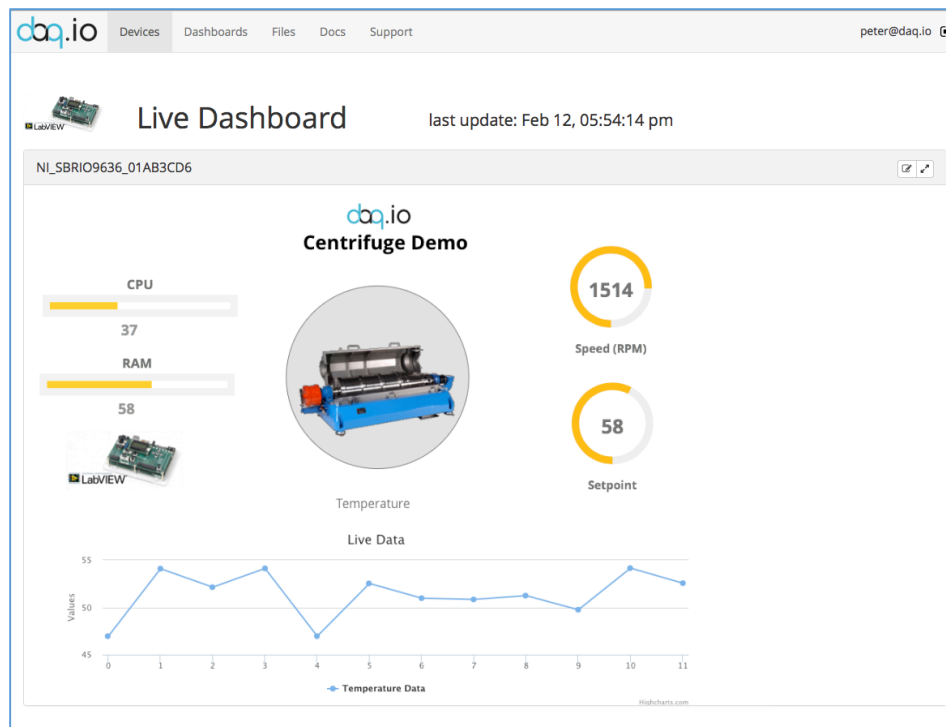 daq.io Devices Dashboards Files Docs Support peter@daq.io
LabVIEW Live Dashboard last update: Feb 12, 05:54:14 pm
NI_SBRIO9636_01AB3CD6
daq.io
Centrifuge Demo
CPU
37
RAM
58
LabVIEW
1514
Speed (RPM)
58
Setpoint
Temperature
Live Data
Values
55
50
45
0 1 2 3 4 5 6 7 8 9 10 11
Temperature Data
Highcharts.com